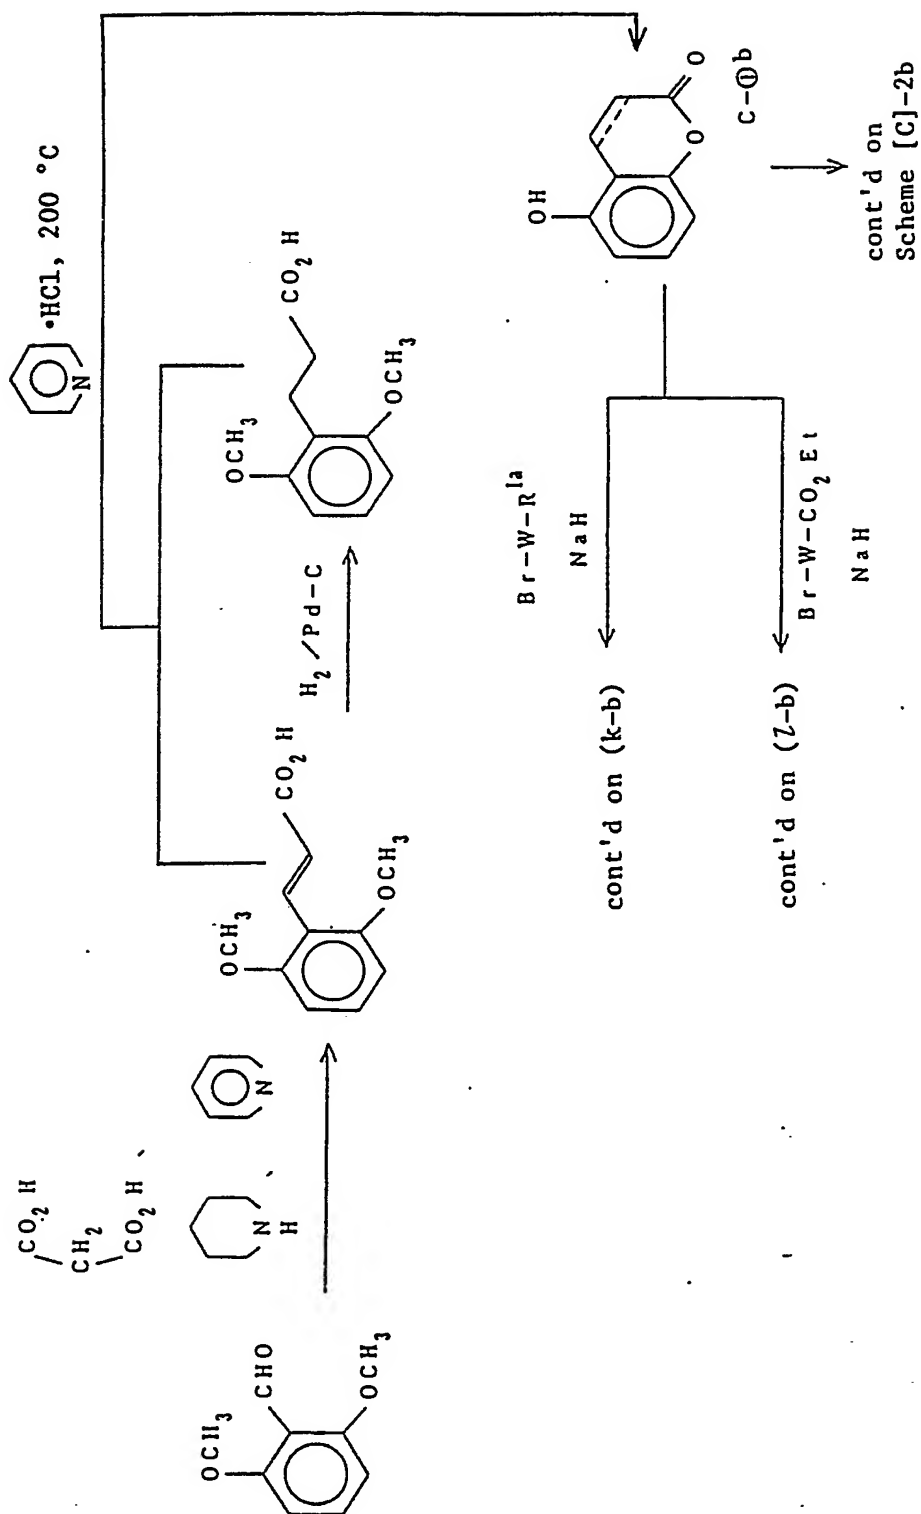 CO2H
CH2
CO2H ,
N
H ,
N
OCH3
CHO
OCH3
OCH3
CO2H
OCH3
H2/Pd-C
OCH3
CO2H
OCH3
N •HCl, 200 °C
OH
O
O
C-①b
Br-W-R1a
NaH
Br-W-CO2Et
NaH
cont'd on (k-b)
cont'd on (Z-b)
cont'd on
Scheme [C]-2b